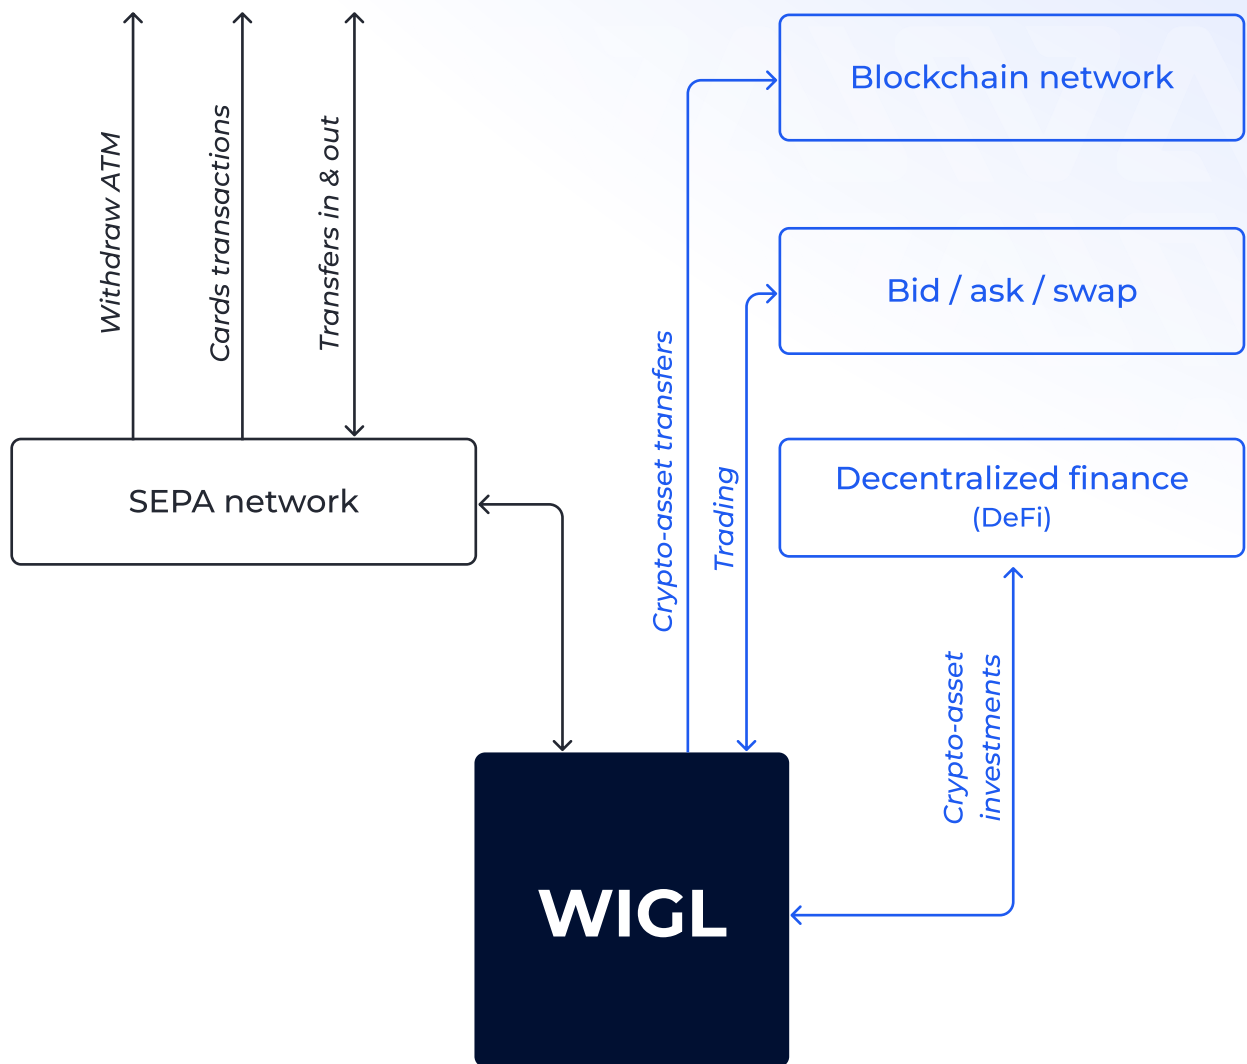 Withdraw ATM
Cards transactions
Transfers in & out
SEPA network
Blockchain network
Bid / ask / swap
Decentralized finance
(DeFi)
Crypto-asset transfers
Trading
Crypto-asset
investments
WIGL